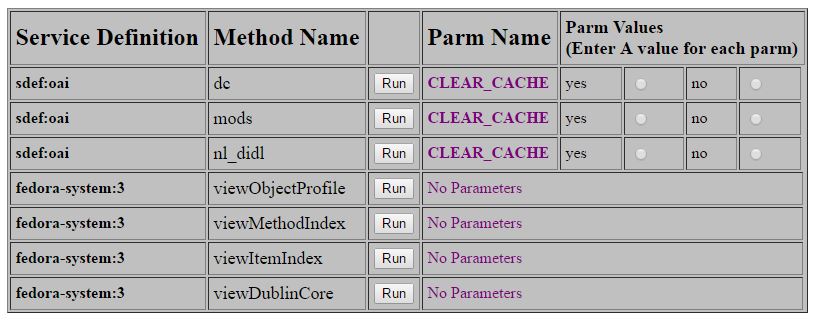 Service Definition Method Name Parm Name Parm Values
(Enter A value for each parm)
sdef:oai dc Run CLEAR_CACHE yes no
sdef:oai mods Run CLEAR_CACHE yes no
sdef:oai nl_didl Run CLEAR_CACHE yes no
fedora-system:3 viewObjectProfile Run No Parameters
fedora-system:3 viewMethodIndex Run No Parameters
fedora-system:3 viewItemIndex Run No Parameters
fedora-system:3 viewDublinCore Run No Parameters